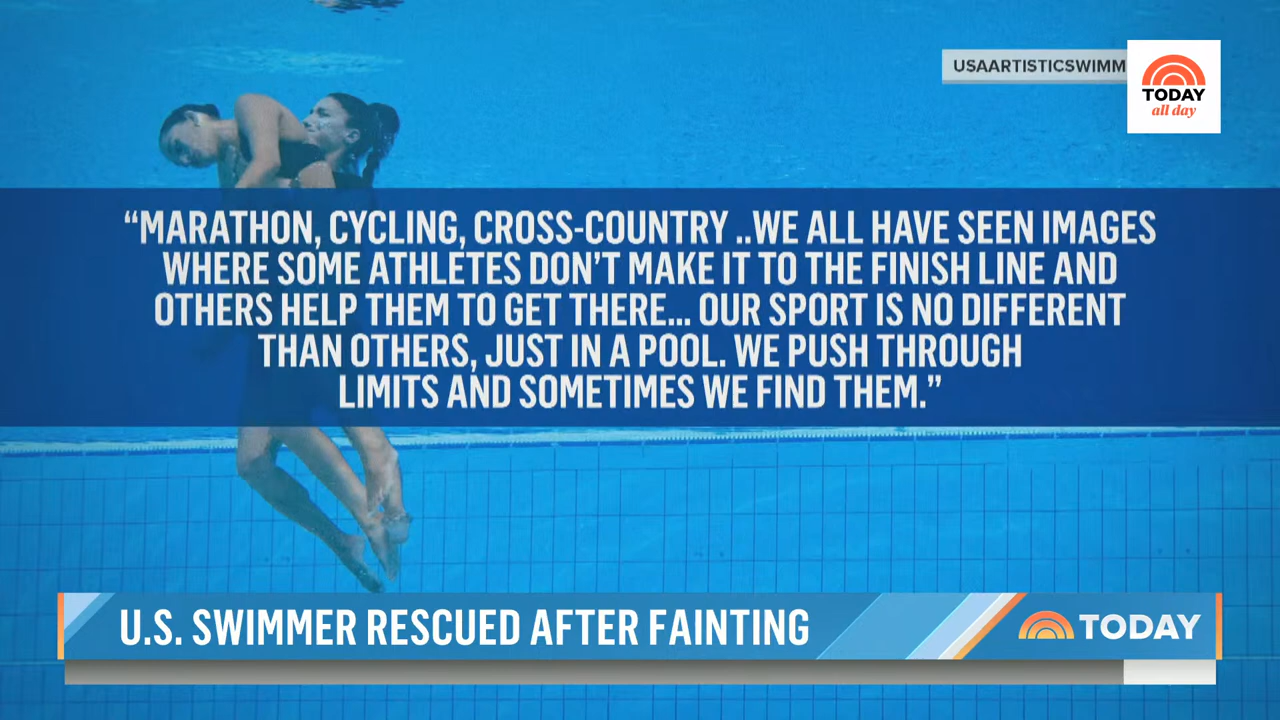 USAARTISTICSWIMM
TODAY
all day
“MARATHON, CYCLING, CROSS-COUNTRY ..WE ALL HAVE SEEN IMAGES
WHERE SOME ATHLETES DON’T MAKE IT TO THE FINISH LINE AND
OTHERS HELP THEM TO GET THERE... OUR SPORT IS NO DIFFERENT
THAN OTHERS, JUST IN A POOL. WE PUSH THROUGH
LIMITS AND SOMETIMES WE FIND THEM.”
U.S. SWIMMER RESCUED AFTER FAINTING
TODAY